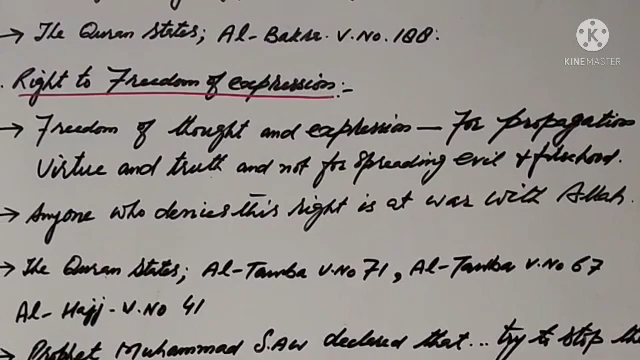 → The Quran states; Al-Bakra. V.No. 188.
KINEMASTER
. Right to Freedom of expression:-
→ Freedom of thought and expression — For propagation
Virtue and truth and not for spreading evil & falsehood.
→ Anyone who denies this right is at war with Allah.
→ The Quran states; Al-Tauba V.No 71, Al-Tauba V.No 67
Al-Hajj- V.No 41
→ Prophet Muhammad S.AW declared that... try to stop the